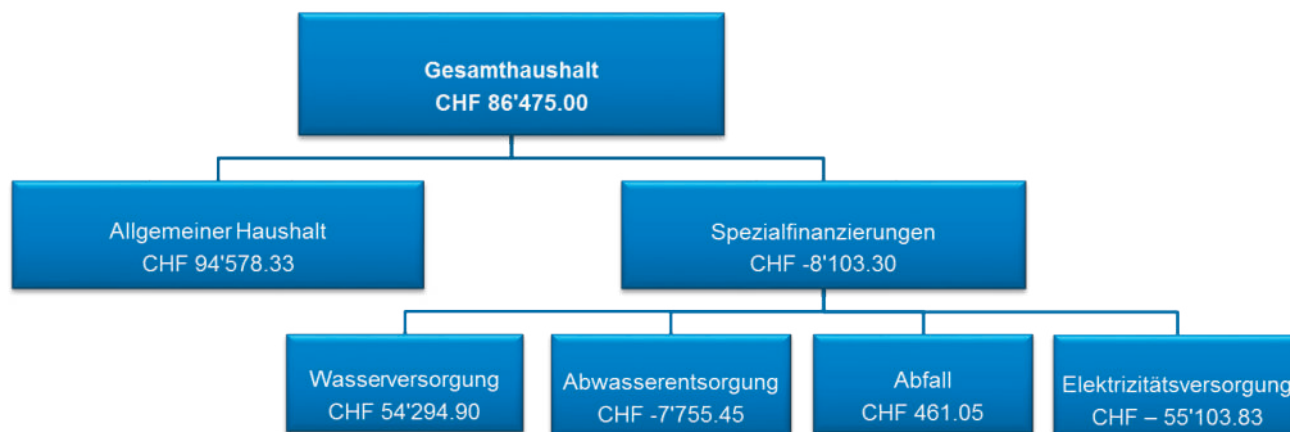 Gesamthaushalt
CHF 86'475.00
Allgemeiner Haushalt
CHF 94'578.33
Spezialfinanzierungen
CHF -8'103.30
Wasserversorgung
CHF 54'294.90
Abwasserentsorgung
CHF -7'755.45
Abfall
CHF 461.05
Elektrizitätsversorgung
CHF – 55'103.83